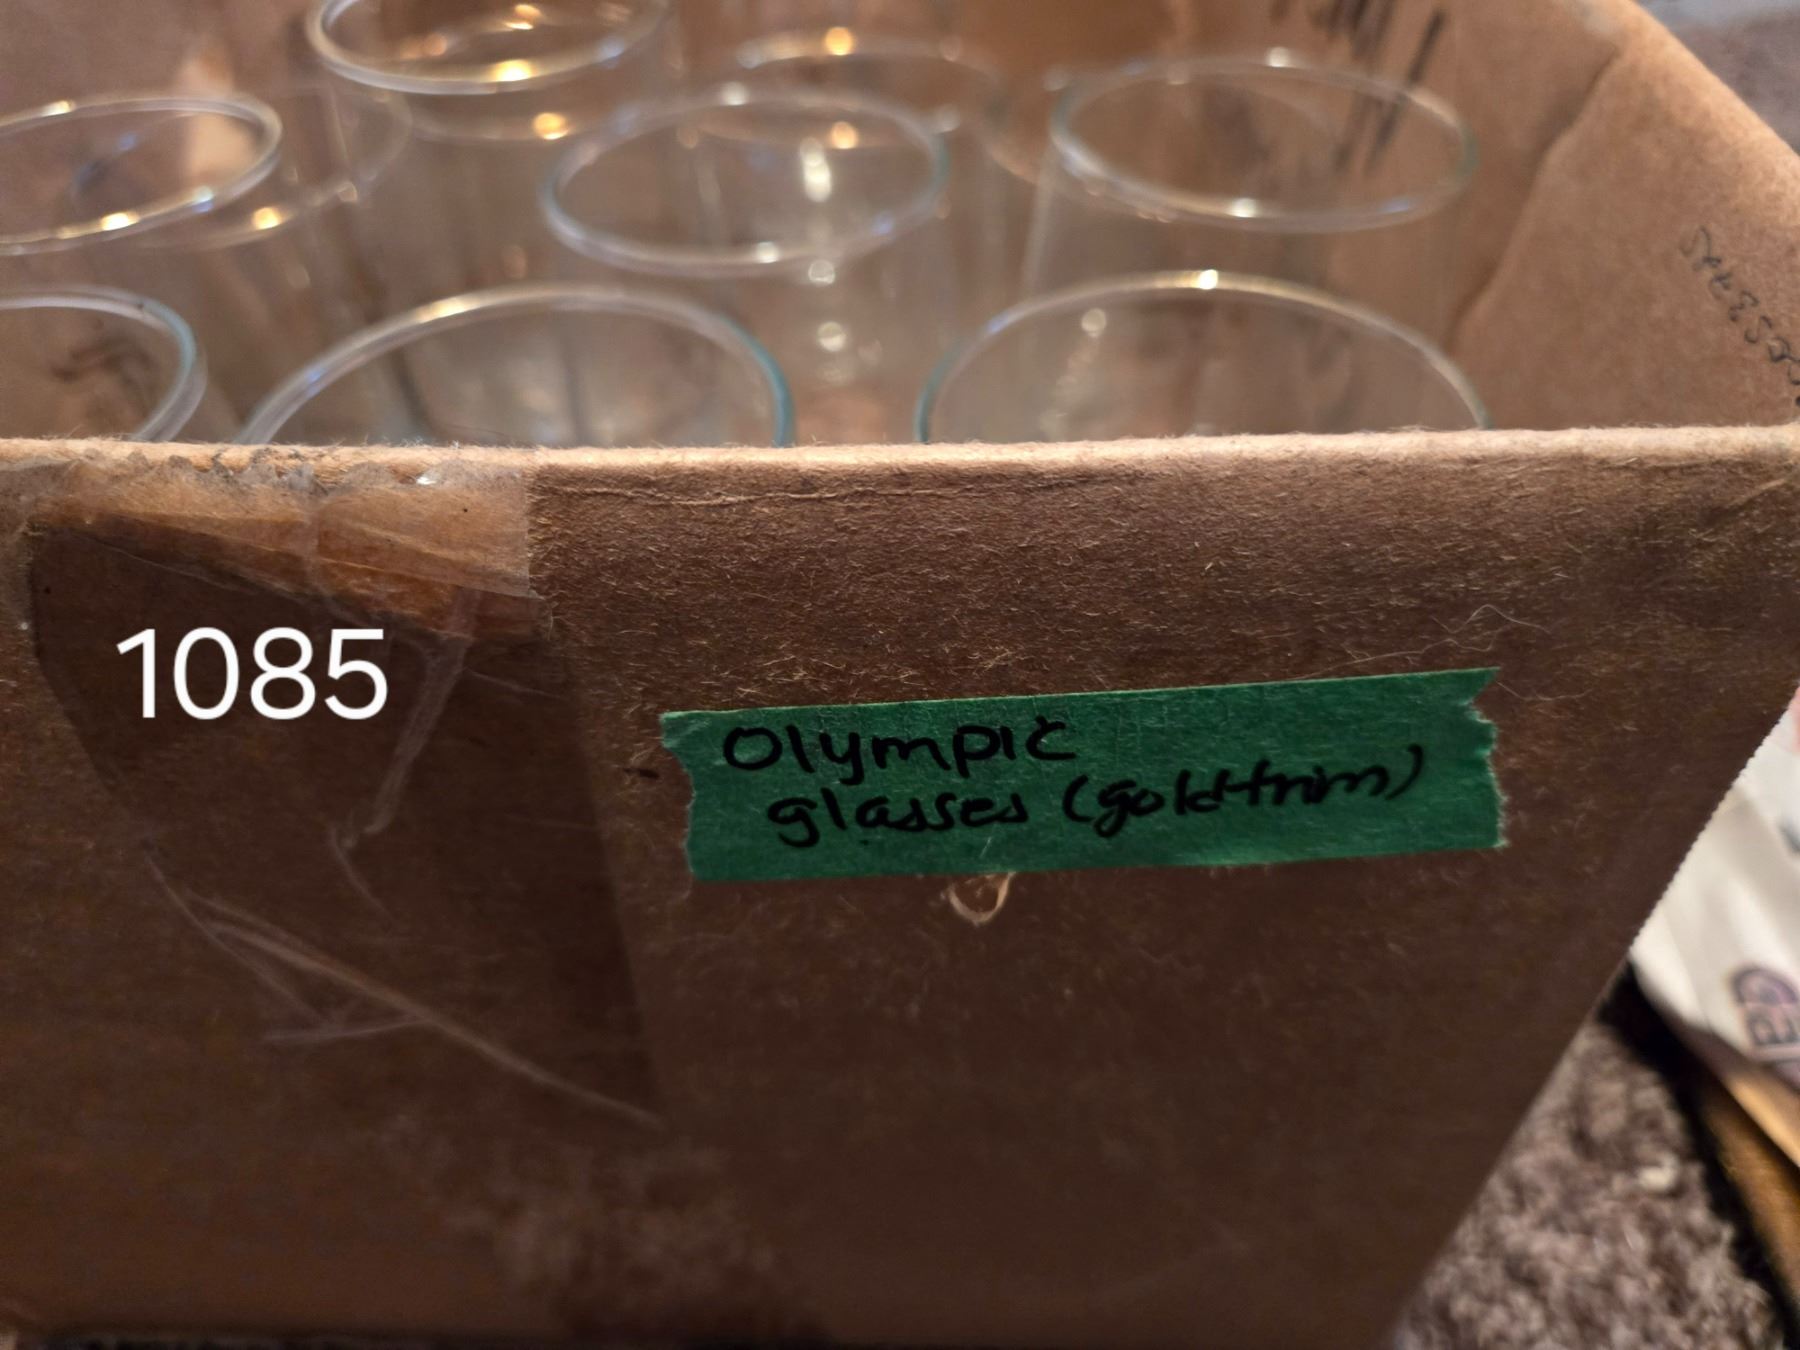 1085
Olympic
glasses (gold trim)